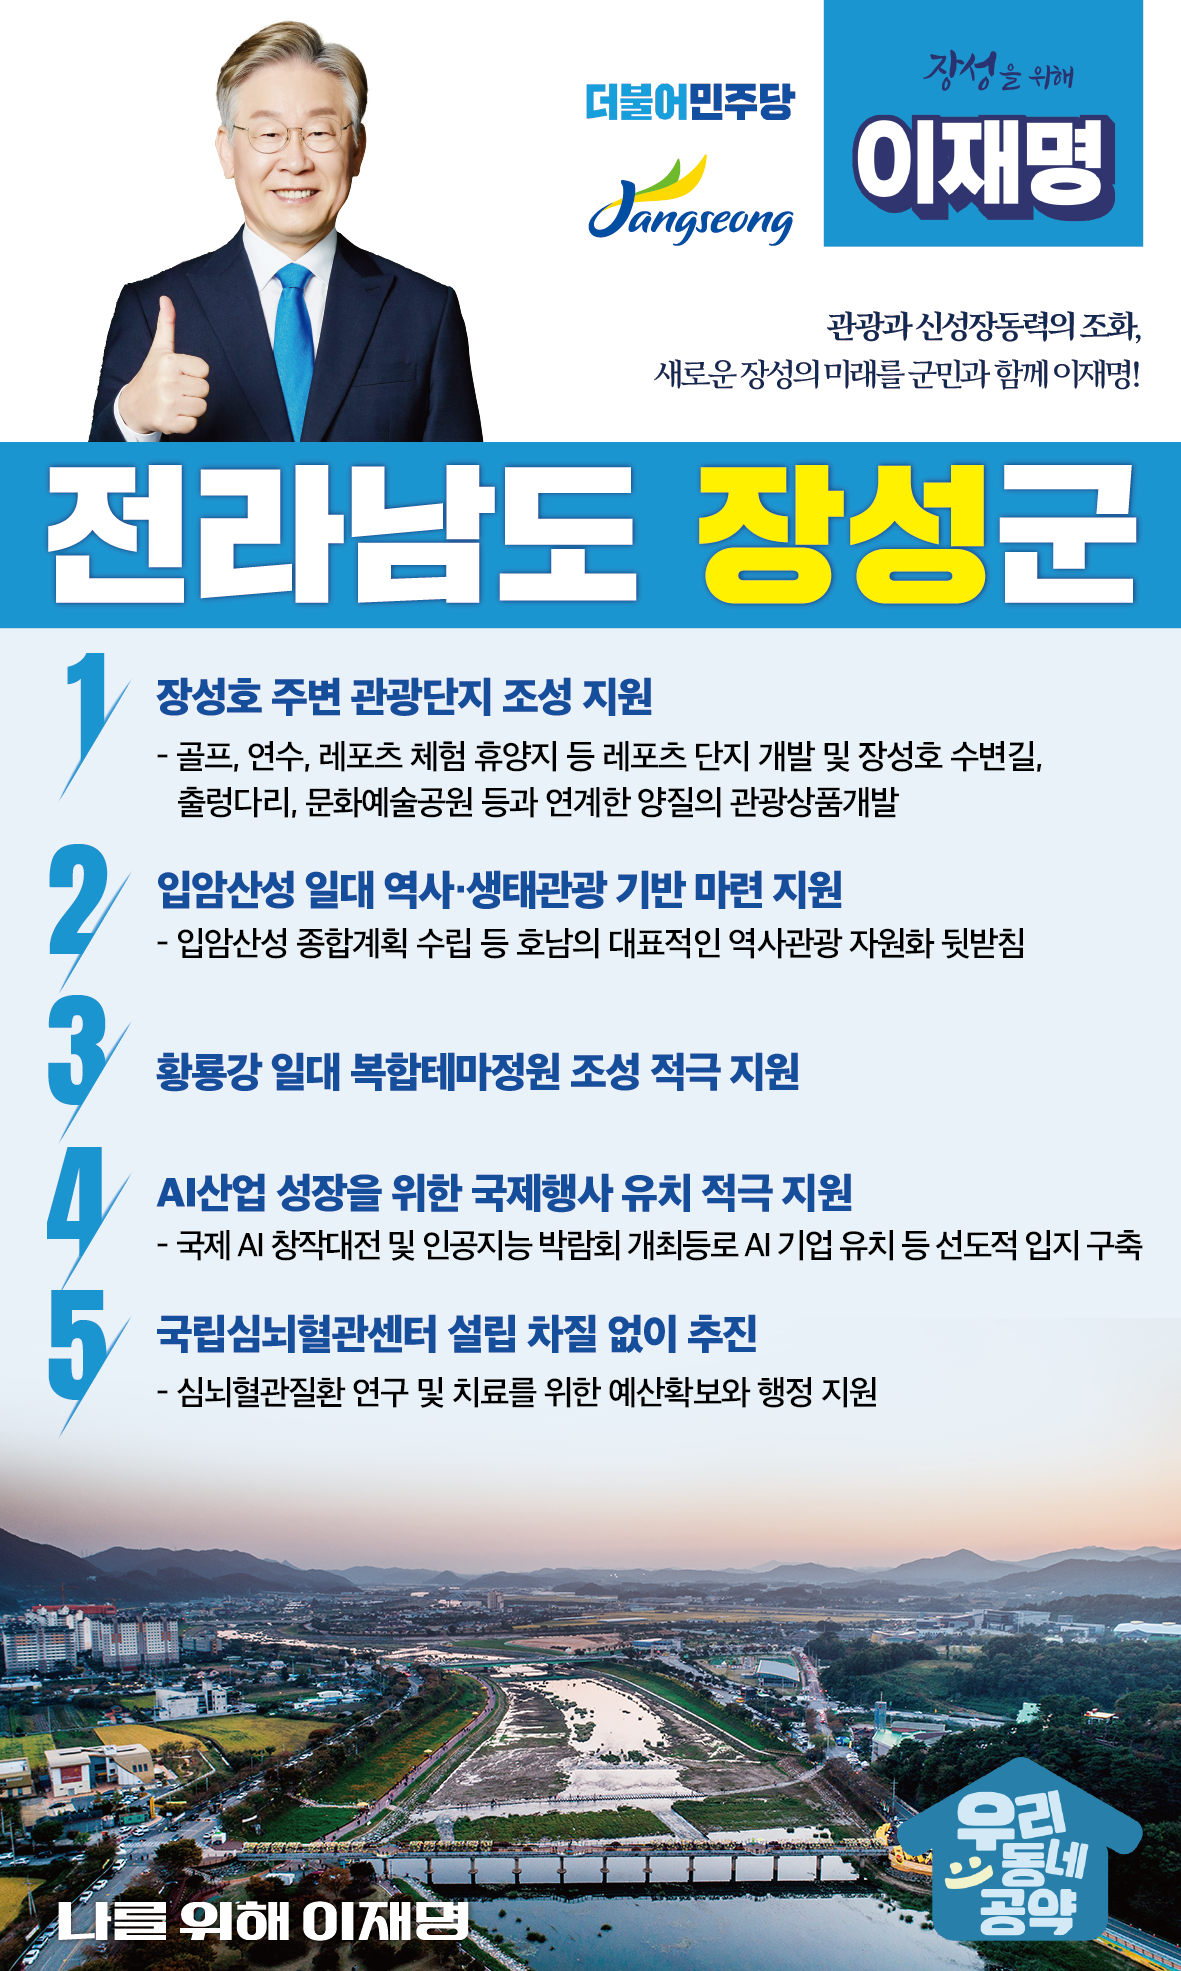 더불어민주당
Jangseong
장성을 위해
이재명
관광과 신성장동력의 조화,
새로운 장성의 미래를 군민과 함께 이재명!
전라남도 장성군
1
장성호 주변 관광단지 조성 지원
- 골프, 연수, 레포츠 체험 휴양지 등 레포츠 단지 개발 및 장성호 수변길,
출렁다리, 문화예술공원 등과 연계한 양질의 관광상품개발
2
입암산성 일대 역사·생태관광 기반 마련 지원
- 입암산성 종합계획 수립 등 호남의 대표적인 역사관광 자원화 뒷받침
3
황룡강 일대 복합테마정원 조성 적극 지원
4
AI산업 성장을 위한 국제행사 유치 적극 지원
- 국제 AI 창작대전 및 인공지능 박람회 개최등로 AI 기업 유치 등 선도적 입지 구축
5
국립심뇌혈관센터 설립 차질 없이 추진
- 심뇌혈관질환 연구 및 치료를 위한 예산확보와 행정 지원
우리
동네
공약
나를 위해 이재명